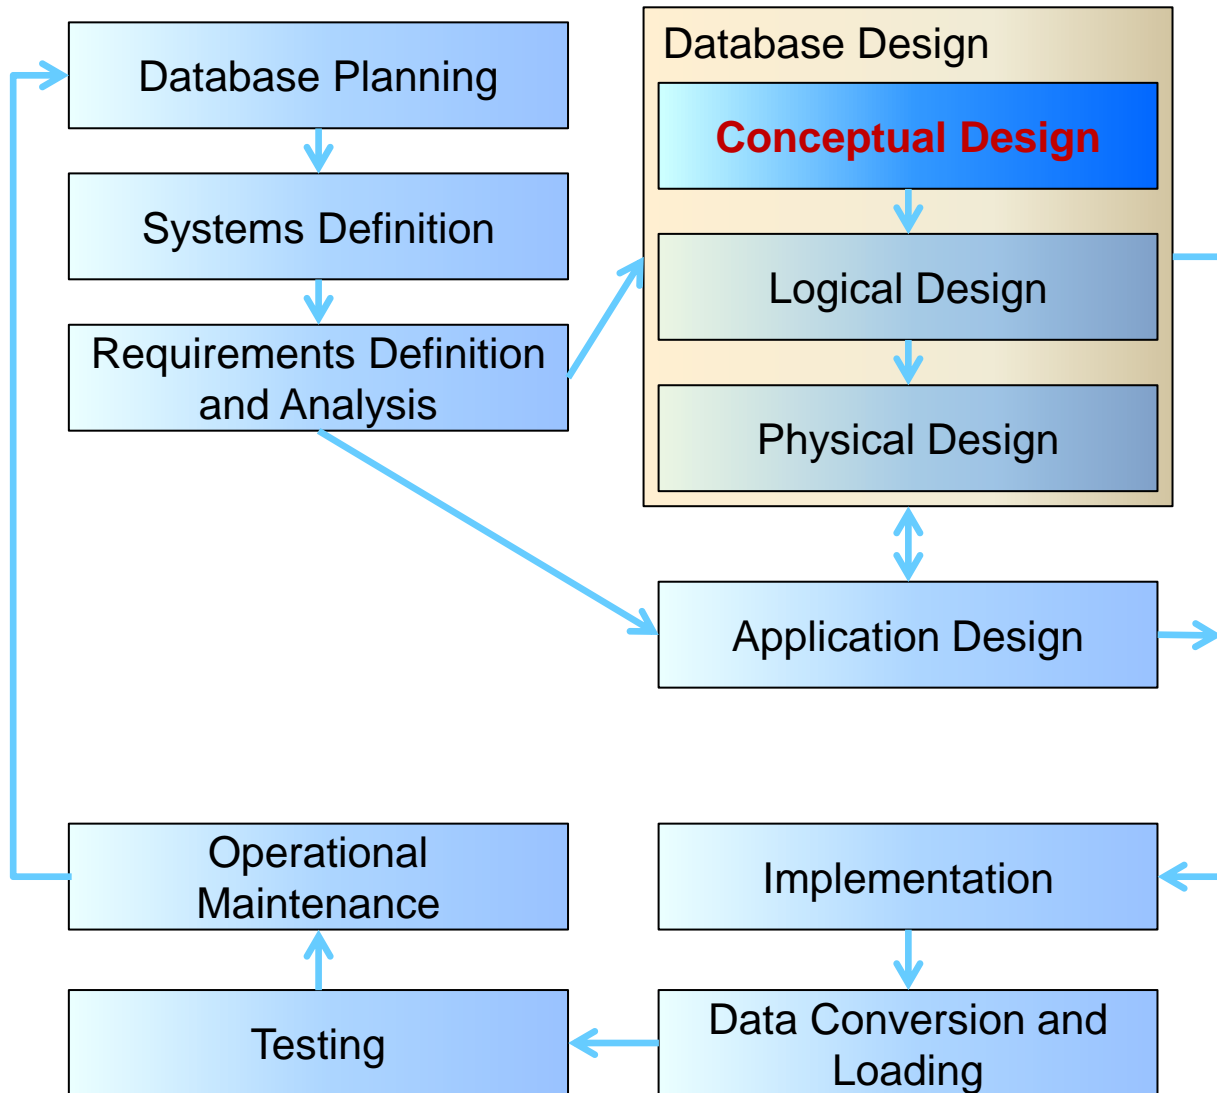 Database Planning
Systems Definition
Requirements Definition
and Analysis
Database Design
Conceptual Design
Logical Design
Physical Design
Application Design
Operational
Maintenance
Implementation
Testing
Data Conversion and
Loading